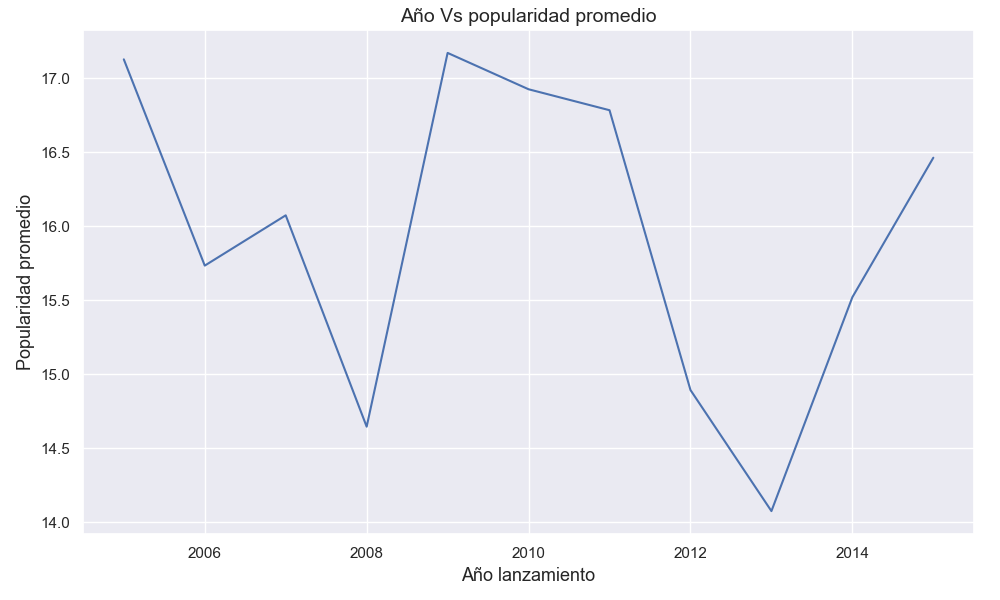 Año Vs popularidad promedio
17.0
16.5
16.0
15.5
15.0
14.5
14.0
Popularidad promedio
2006 2008 2010 2012 2014
Año lanzamiento